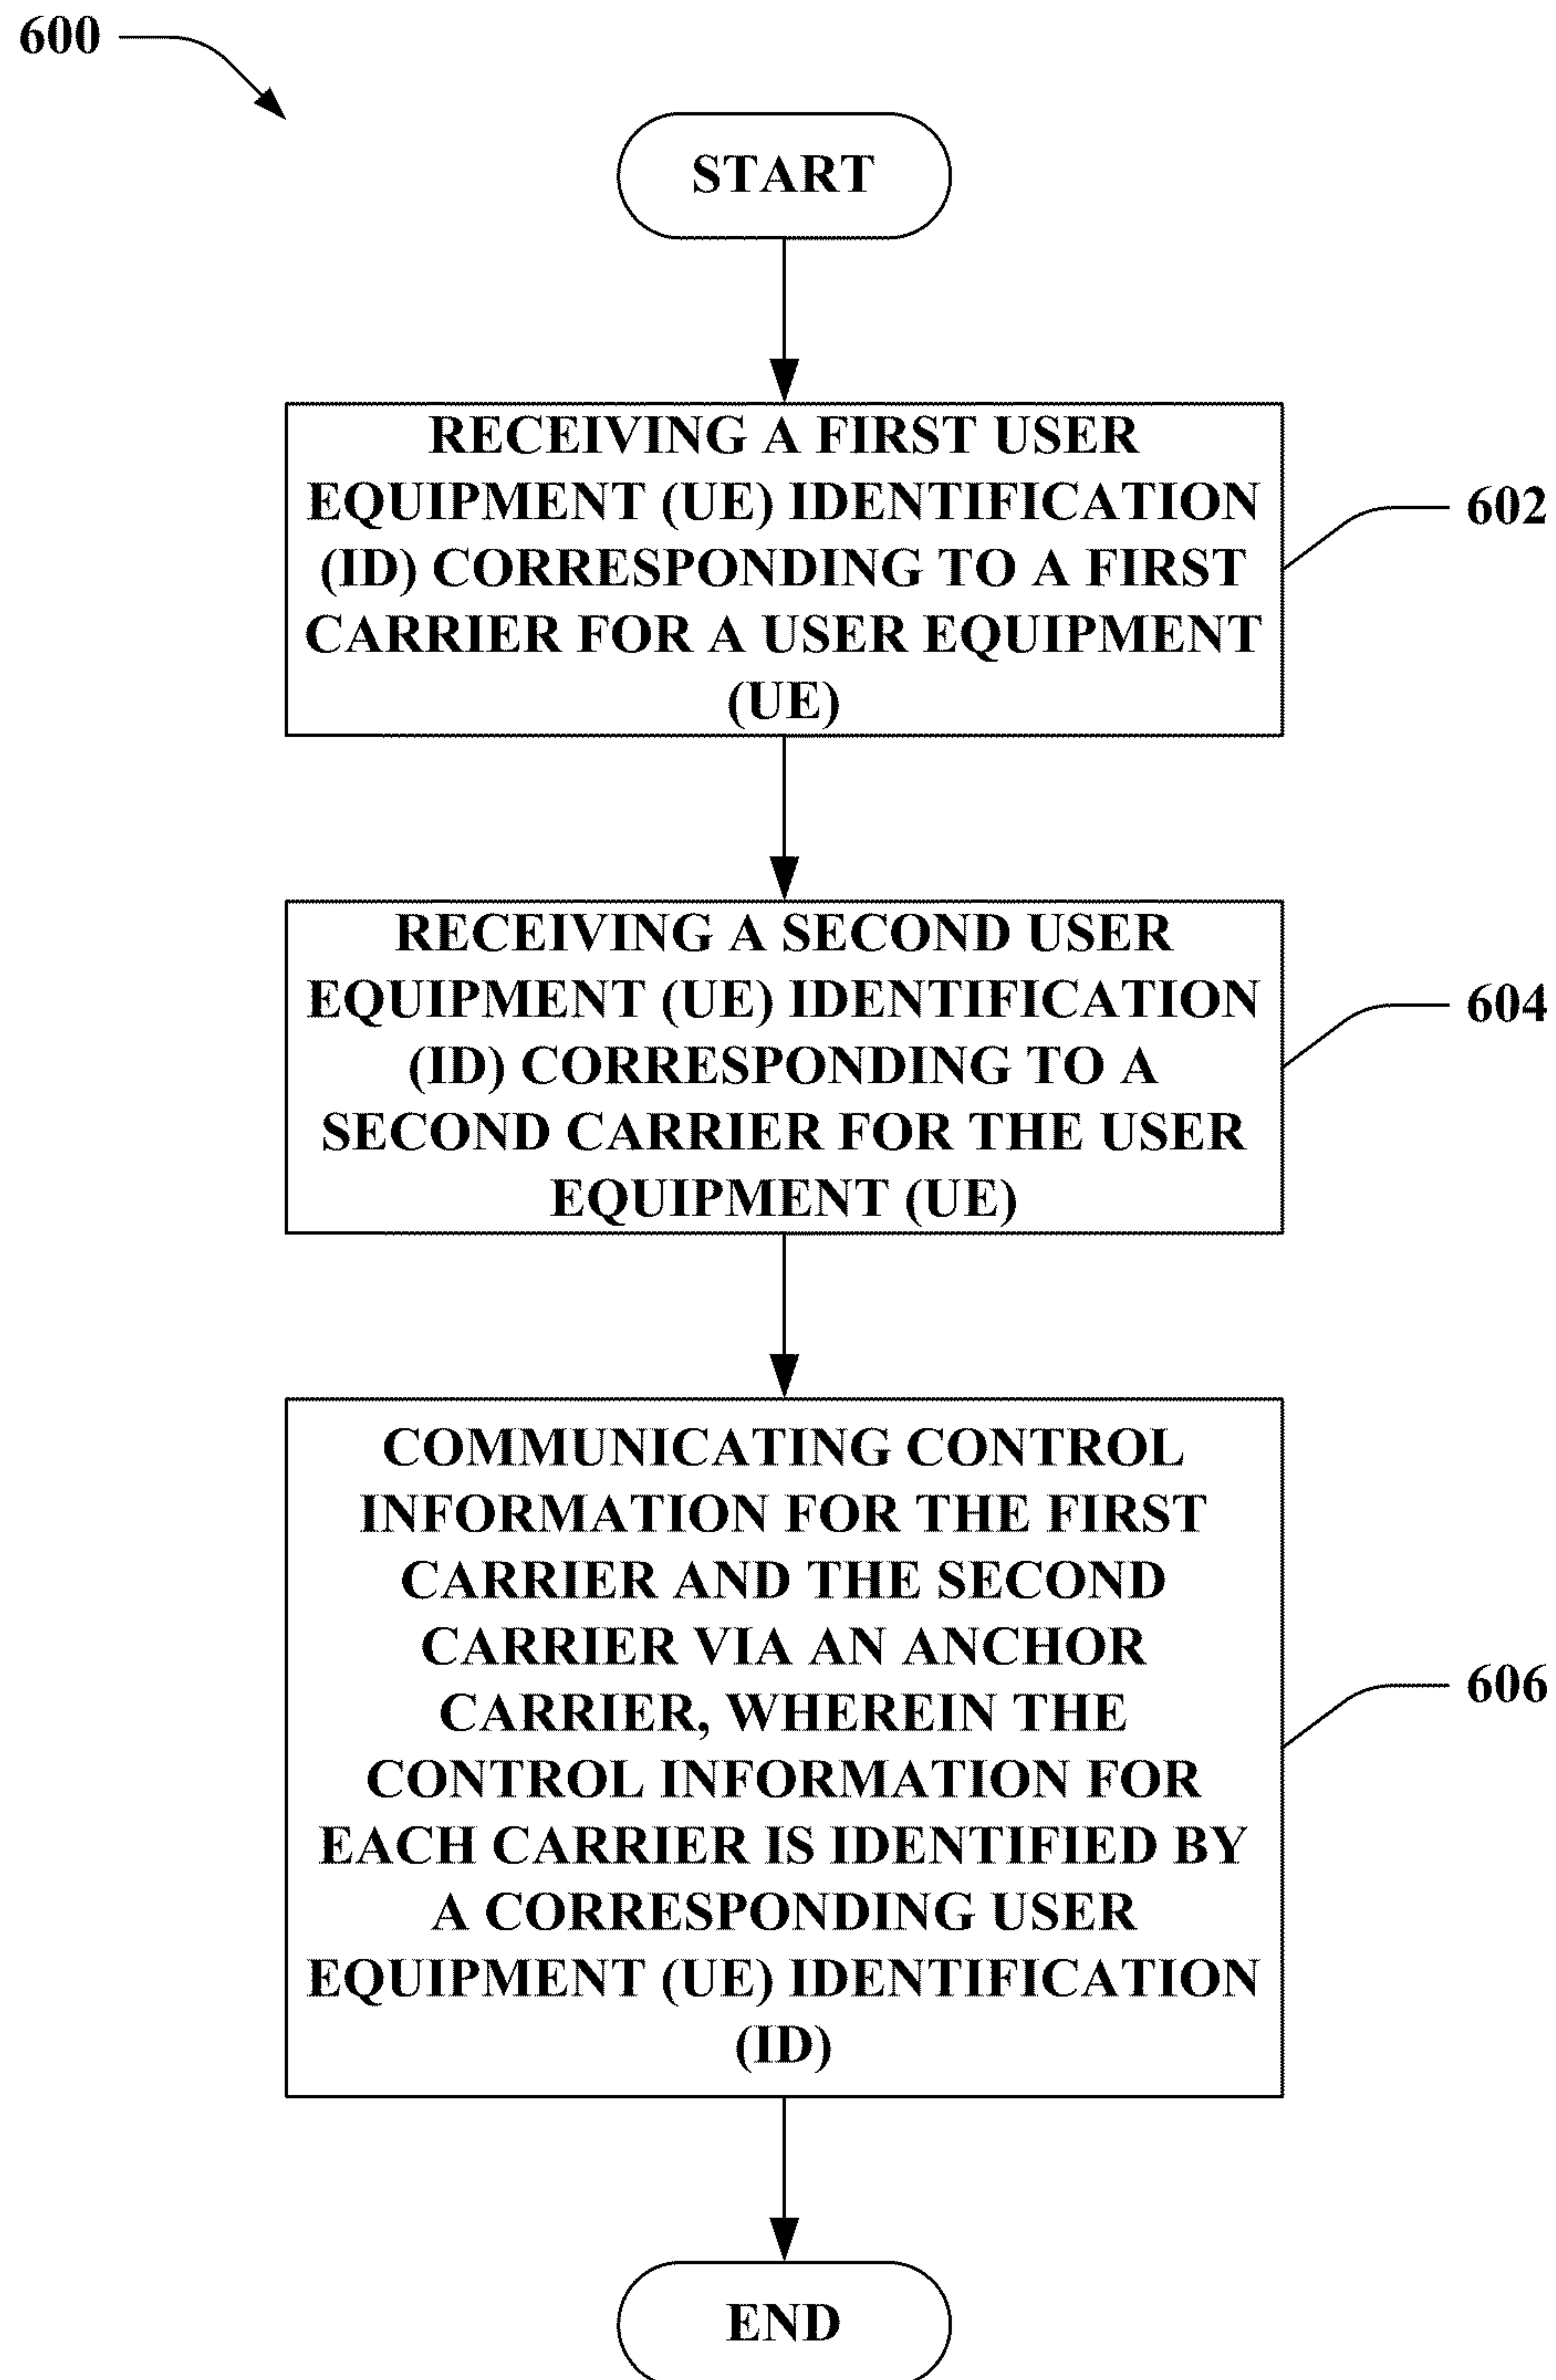 600
START
RECEIVING A FIRST USER
EQUIPMENT (UE) IDENTIFICATION
(ID) CORRESPONDING TO A FIRST
CARRIER FOR A USER EQUIPMENT
(UE)
602
RECEIVING A SECOND USER
EQUIPMENT (UE) IDENTIFICATION
(ID) CORRESPONDING TO A
SECOND CARRIER FOR THE USER
EQUIPMENT (UE)
604
COMMUNICATING CONTROL
INFORMATION FOR THE FIRST
CARRIER AND THE SECOND
CARRIER VIA AN ANCHOR
CARRIER, WHEREIN THE
CONTROL INFORMATION FOR
EACH CARRIER IS IDENTIFIED BY
A CORRESPONDING USER
EQUIPMENT (UE) IDENTIFICATION
(ID)
606
END